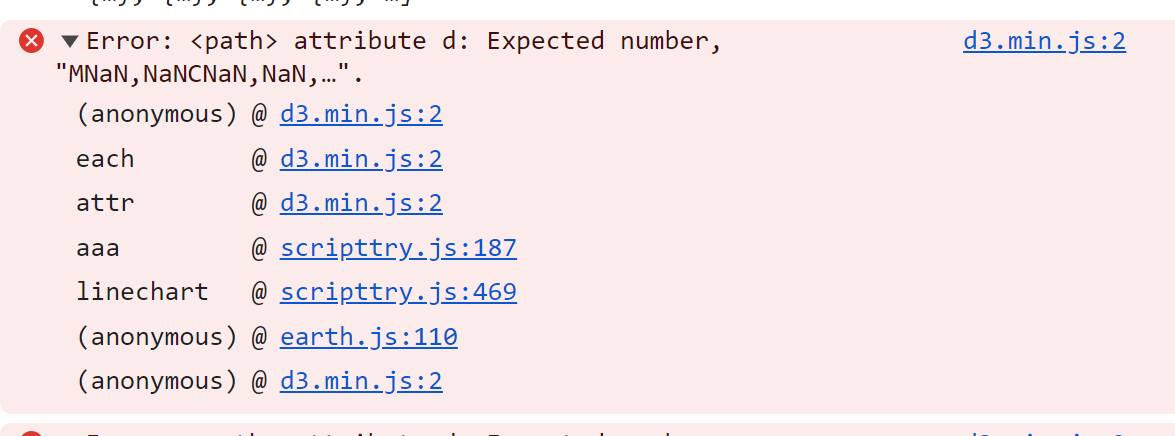 Error: <path> attribute d: Expected number, d3.min.js:2
"MNaN,NaNCNaN,NaN,…".
(anonymous) @ d3.min.js:2
each @ d3.min.js:2
attr @ d3.min.js:2
aaa @ scripttry.js:187
linechart @ scripttry.js:469
(anonymous) @ earth.js:110
(anonymous) @ d3.min.js:2